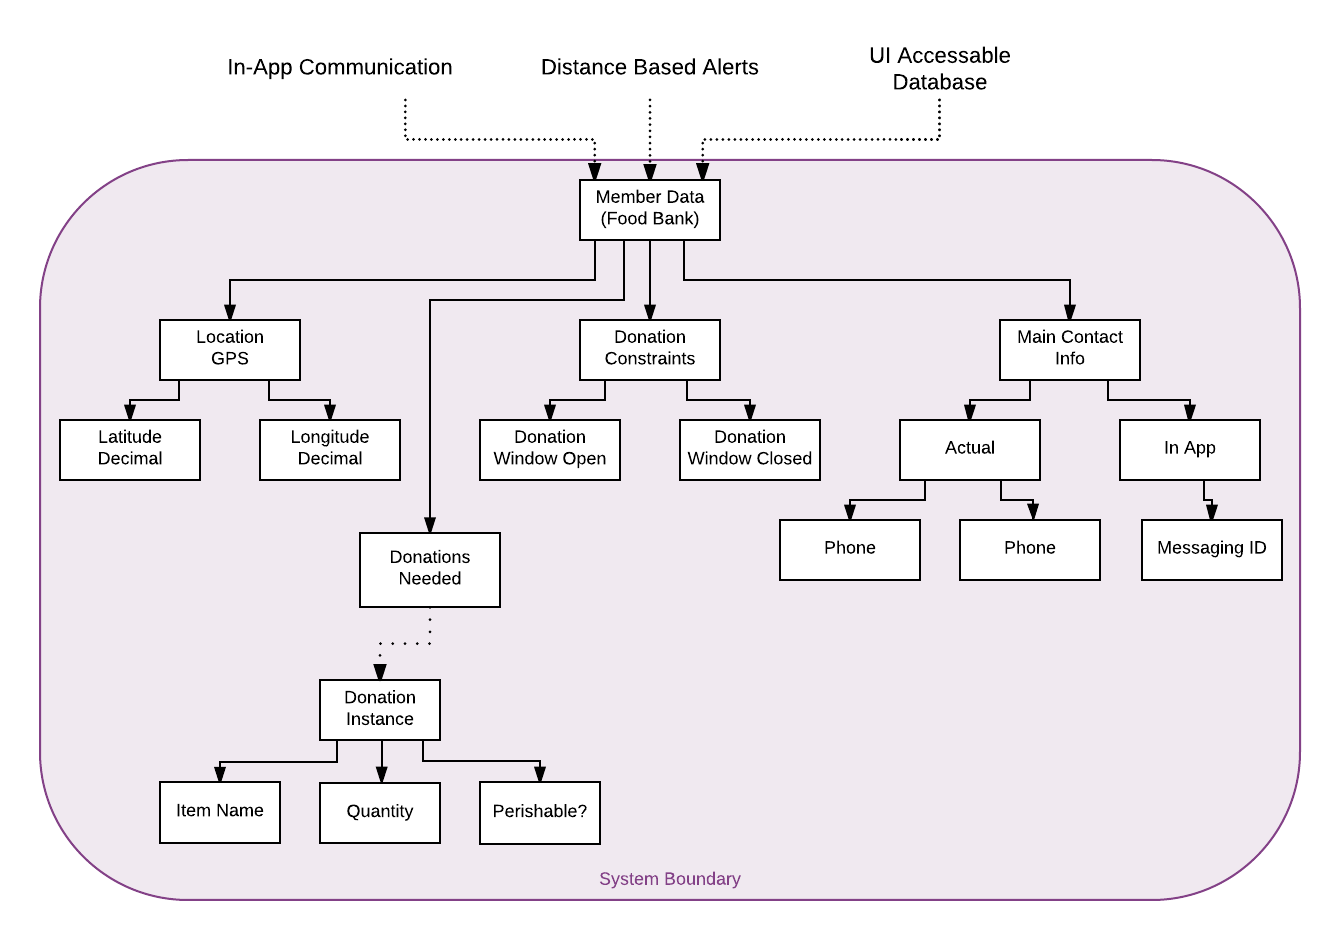 In-App Communication
Distance Based Alerts
UI Accessable
Database
Member Data
(Food Bank)
Location
GPS
Donation
Constraints
Main Contact
Info
Latitude
Decimal
Longitude
Decimal
Donation
Window Open
Donation
Window Closed
Actual
In App
Donations
Needed
Phone
Phone
Messaging ID
Donation
Instance
Item Name
Quantity
Perishable?
System Boundary